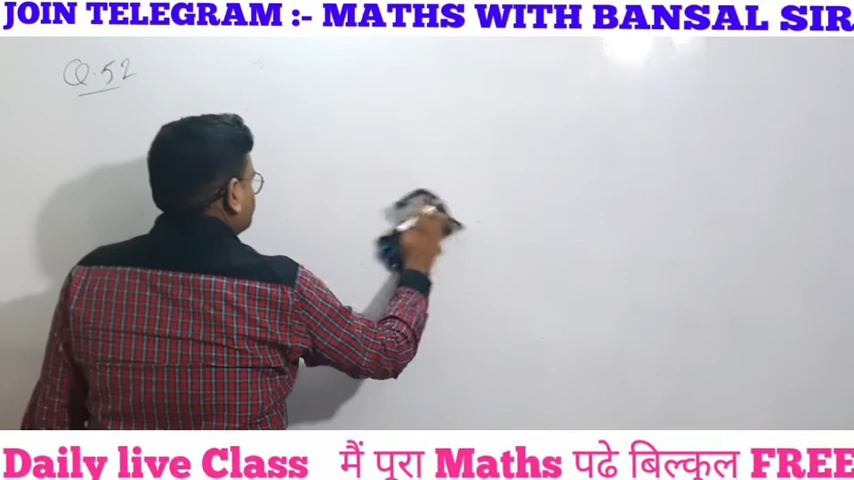 JOIN TELEGRAM :- MATHS WITH BANSAL SIR
Q.52
Daily live Class मैं पूरा Maths पढे बिल्कुल FREE